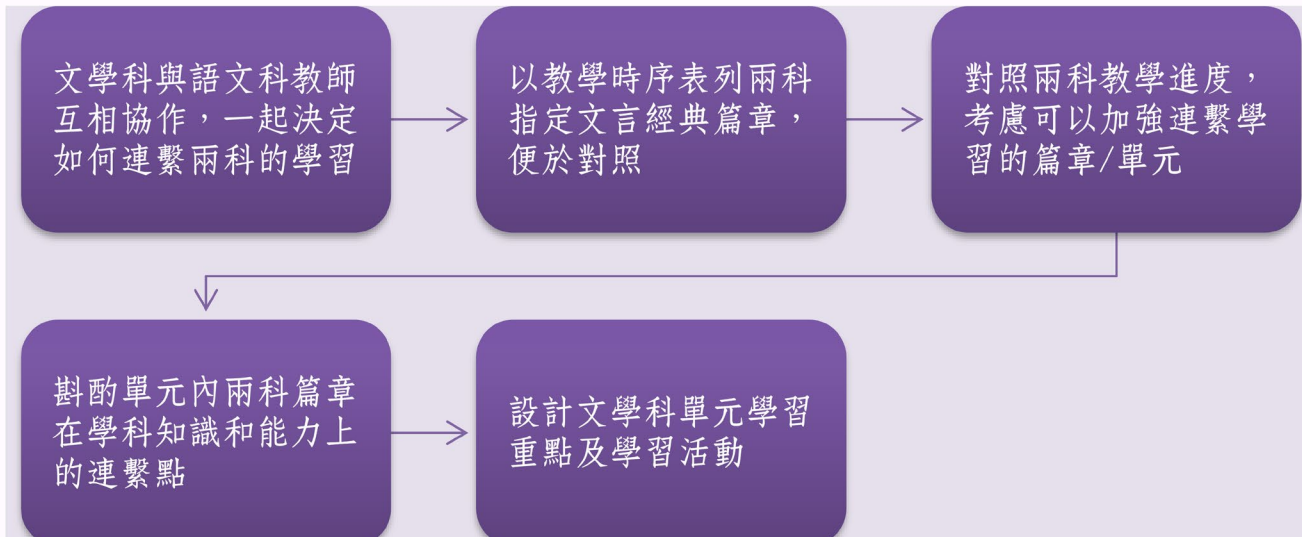 文學科與語文科教師
互相協作，一起決定
如何連繫兩科的學習
以教學時序表列兩科
指定文言經典篇章，
便於對照
對照兩科教學進度，
考慮可以加強連繫學
習的篇章/單元
斟酌單元內兩科篇章
在學科知識和能力上
的連繫點
設計文學科單元學習
重點及學習活動